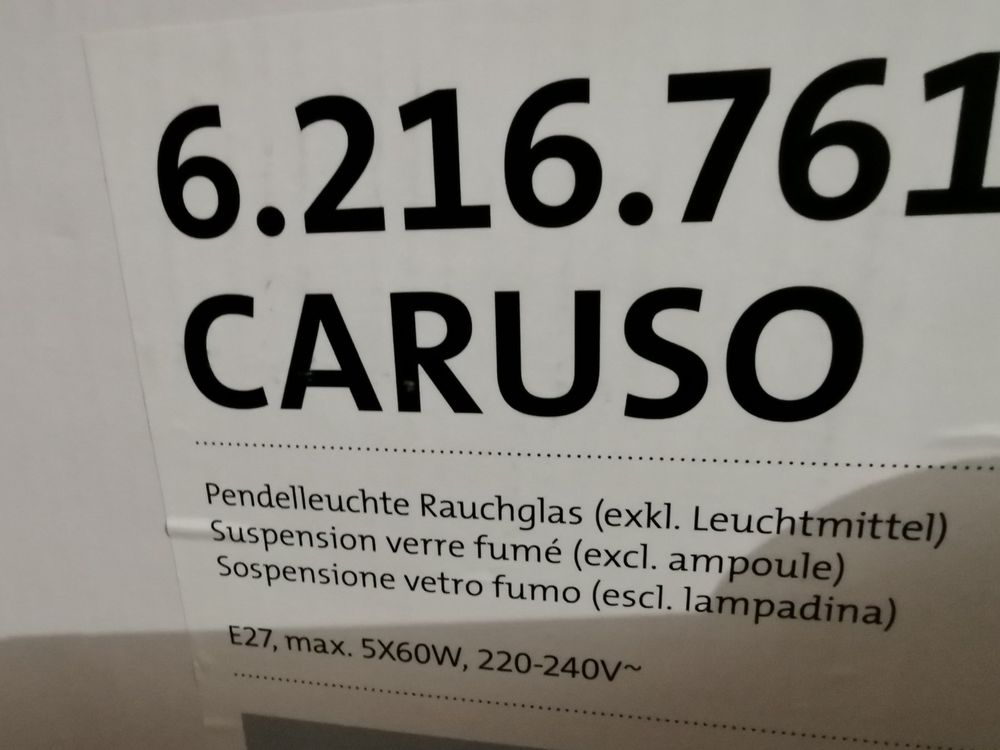 6.216.761
CARUSO
Pendelleuchte Rauchglas (exkl. Leuchtmittel)
Suspension verre fumé (excl. ampoule)
Sospensione vetro fumo (escl. lampadina)
E27, max. 5X60W, 220-240V~